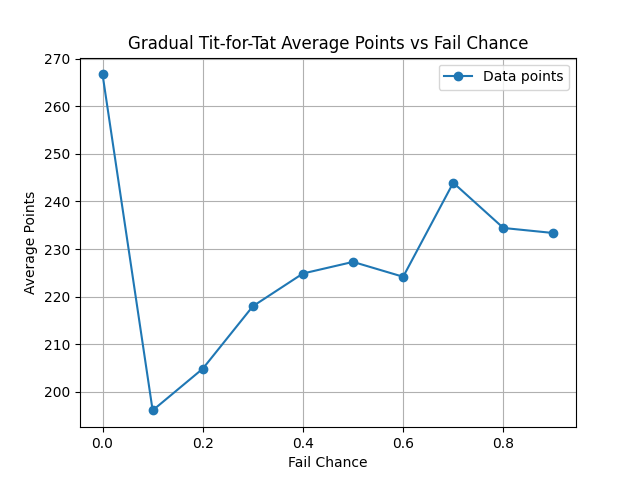 Gradual Tit-for-Tat Average Points vs Fail Chance
Data points
270
260
250
240
230
220
210
200
Average Points
0.0 0.2 0.4 0.6 0.8
Fail Chance